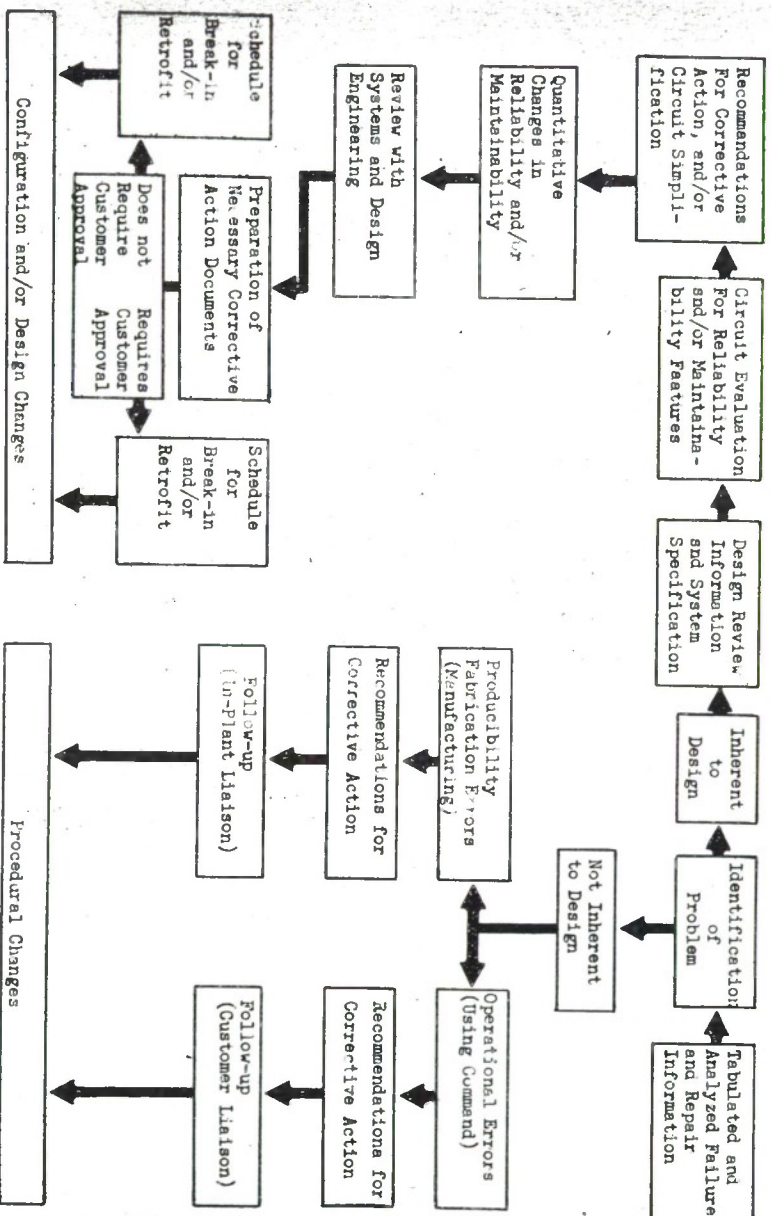 Recommandations
For Corrective
Action, and/or
Circuit Simpli-
fication
Circuit Evaluation
For Reliability
snd/or Maintaina-
bility Faatures
Design Review
Information
snd System
Specification
Inherent
to
Design
Identification
of
Problem
Tabulated and
Analyzed Failure
and Repair
Information
Quantitative
Changes in
Reliability and/or
Maintainability
Not Inherent
to Design
Review with
Systems and Design
Engineering
Producibility
Fabrication Errors
(Manufacturing)
Operational Errors
(Using Command)
Preparation of
Necessary Corrective
Action Documents
Recommendations for
Corrective Action
Recommendationa for
Corrective Action
Schedule
for
Break-in
and/or
Retrofit
Does not
Require
Customer
Approval
Requires
Customer
Approval
Schedule
for
Break-in
and/or
Retrofit
Follow-up
(In-Plant Liaison)
Follow-up
(Customer Liaison)
Configuration and/or Design Changes
Procedural Changes